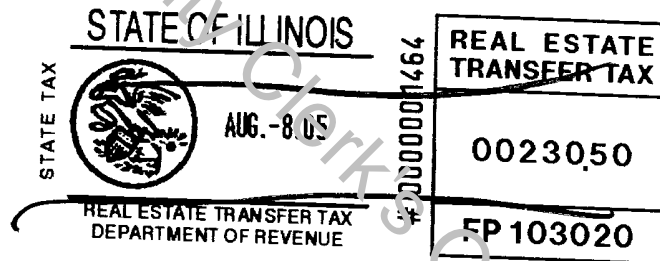 STATE OF ILLINOIS
STATE TAX
AUG.-8.05
REAL ESTATE TRANSFER TAX
DEPARTMENT OF REVENUE
# 0000001464
REAL ESTATE
TRANSFER TAX
0023050
FP 103020
Clerk's